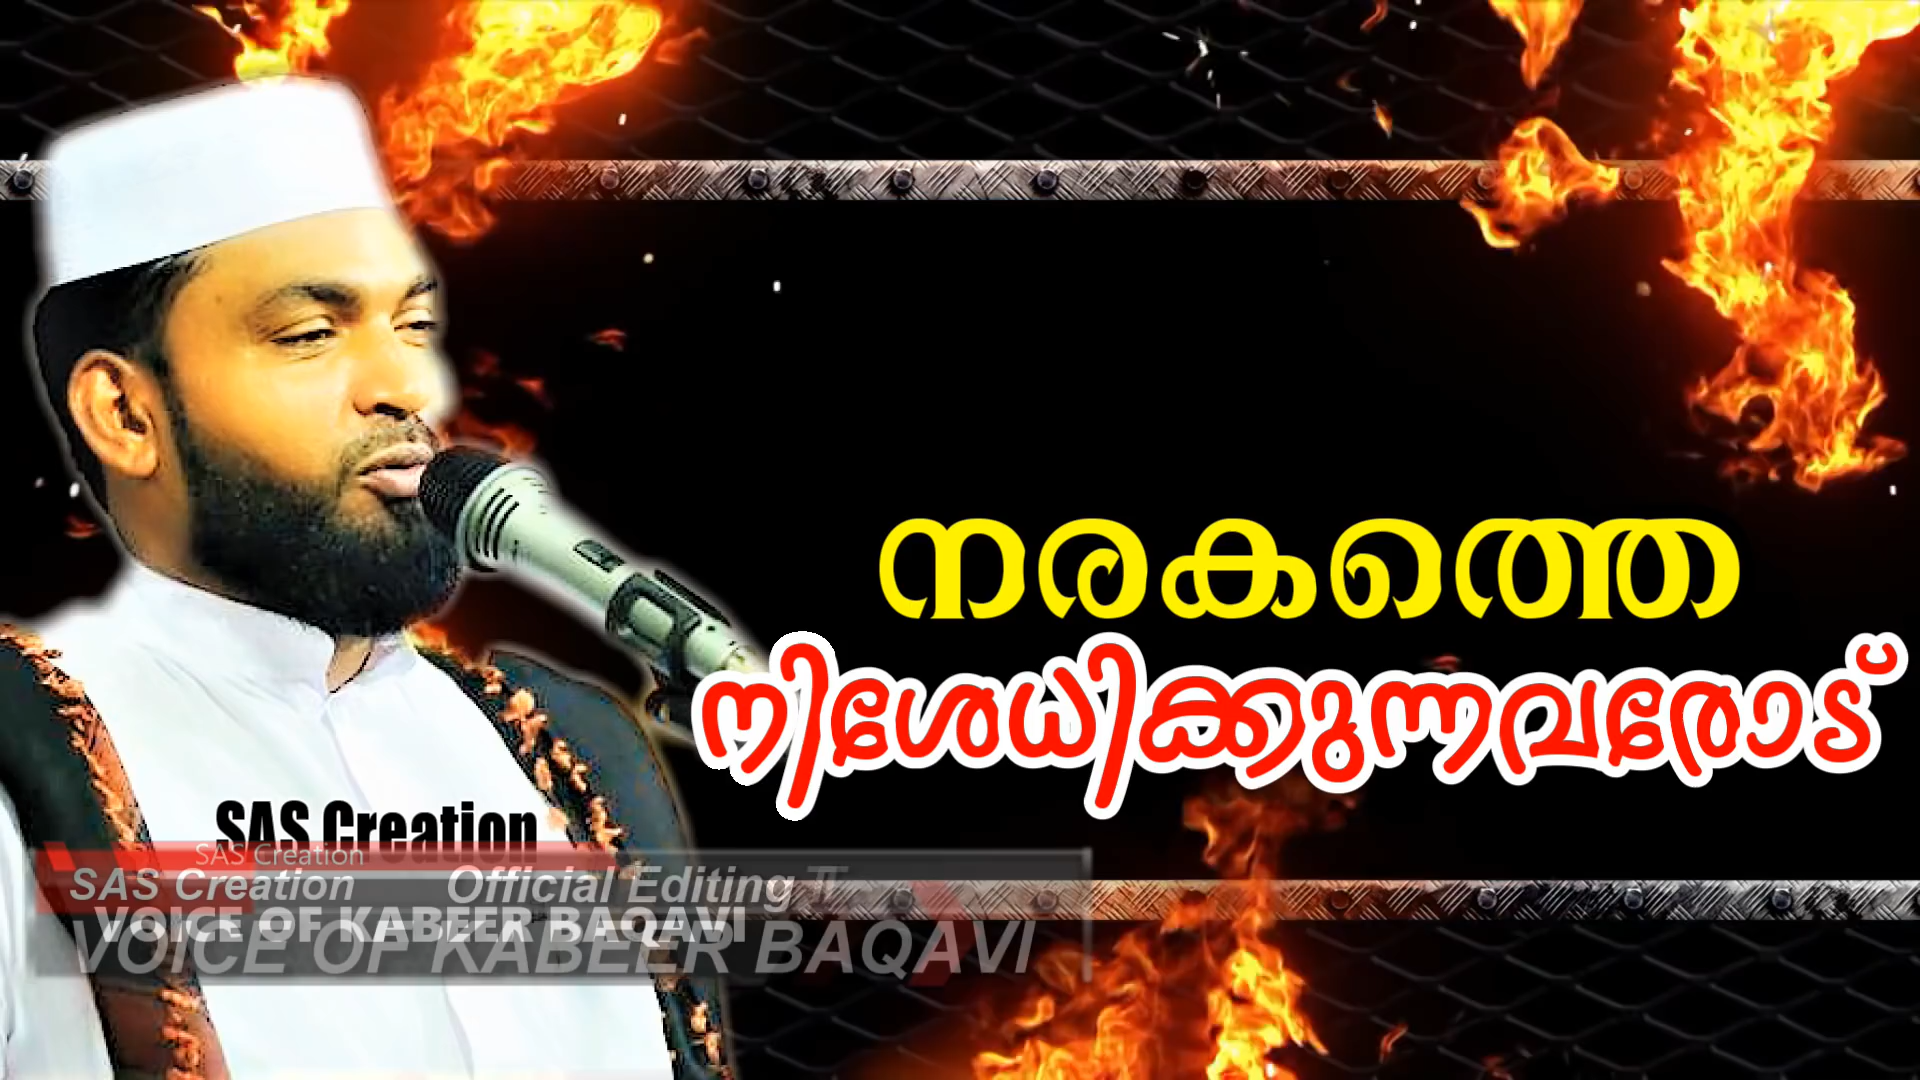 നരകത്തെ
നിശേധിക്കുന്നവരോട്
SAS Creation
SAS Creation
SAS Creation Official Editing
VOICE OF KABEER BAQAVI
VOICE OF KABEER BAQAVI